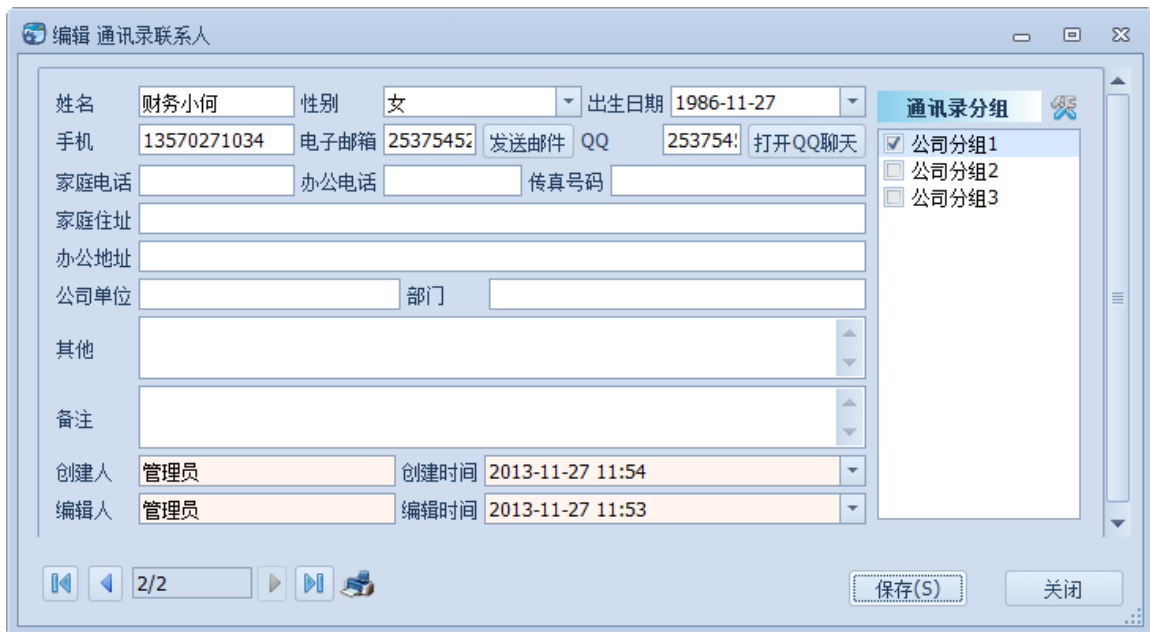 编辑 通讯录联系人
姓名 财务小何 性别 女 出生日期 1986-11-27 通讯录分组
手机 13570271034 电子邮箱 25375452 发送邮件 QQ 253754 打开QQ聊天 公司分组1
公司分组2
家庭电话 办公电话 传真号码 公司分组3
家庭住址
办公地址
公司单位 部门
其他
备注
创建人 管理员 创建时间 2013-11-27 11:54
编辑人 管理员 编辑时间 2013-11-27 11:53
2/2 保存(S) 关闭